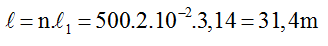 ℓ = n.ℓ₁ = 500.2.10⁻².3,14 = 31,4m